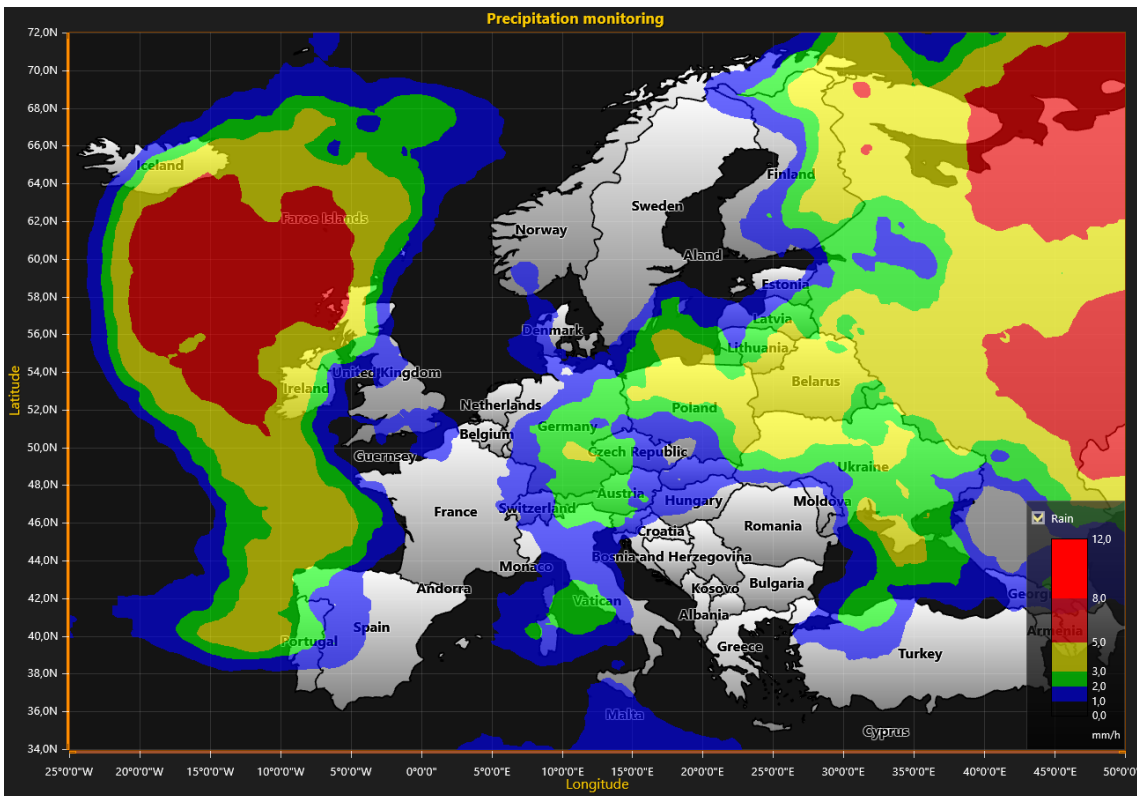 Precipitation monitoring
72,0N
70,0N
68,0N
66,0N
64,0N
62,0N
60,0N
58,0N
56,0N
54,0N
52,0N
50,0N
48,0N
46,0N
44,0N
42,0N
40,0N
38,0N
36,0N
34,0N
Latitude
Iceland
Faroe Islands
Norway
Sweden
Finland
Aland
Estonia
Latvia
Lithuania
Denmark
United Kingdom
Ireland
Belarus
Netherlands
Poland
Germany
Belgium
Guernsey
Czech Republic
Ukraine
Austria
France
Switzerland
Hungary
Moldova
Croatia
Romania
Bosnia and Herzegovina
Monaco
Andorra
Kosovo
Bulgaria
Vatican
Albania
Spain
Portugal
Greece
Turkey
Malta
Cyprus
Georgi
Armenia
Rain
12,0
8,0
5,0
3,0
2,0
1,0
0,0
mm/h
25°0'0"W
20°0'0"W
15°0'0"W
10°0'0"W
5°0'0"W
0°0'0"
5°0'0"E
10°0'0"E
15°0'0"E
20°0'0"E
25°0'0"E
30°0'0"E
35°0'0"E
40°0'0"E
45°0'0"E
Longitude